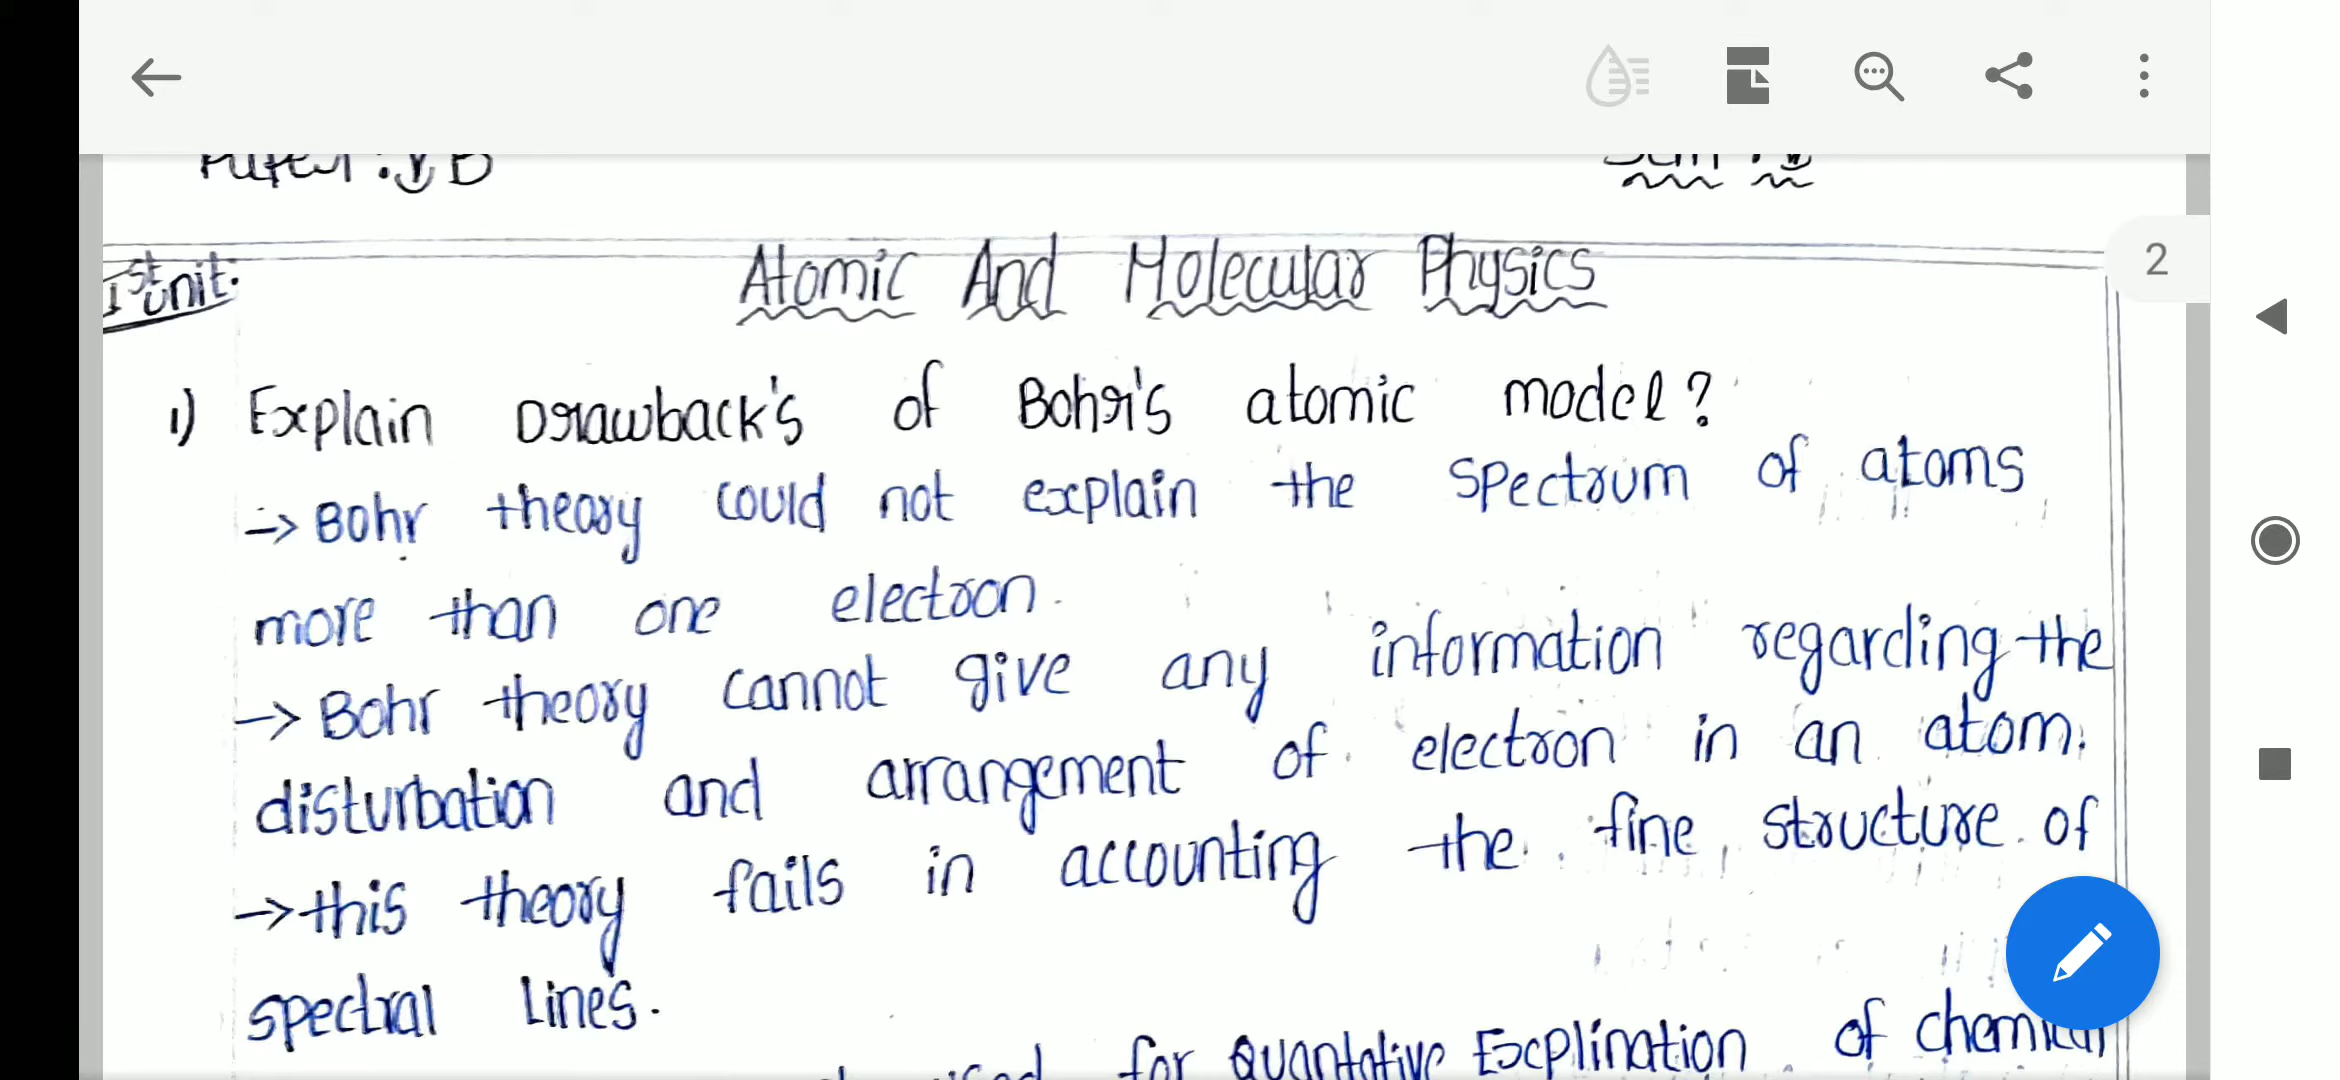 2
1st unit.
Atomic And Molecular Physics
1) Explain Drawback's of Bohr's atomic model?
→ Bohr theory could not explain the spectrum of atoms
more than one electron.
→ Bohr theory cannot give any information regarding the
disturbation and arrangement of electron in an atom.
→ this theory fails in accounting the fine structure of
spectral Lines.
used for Quantative Explination of chemical